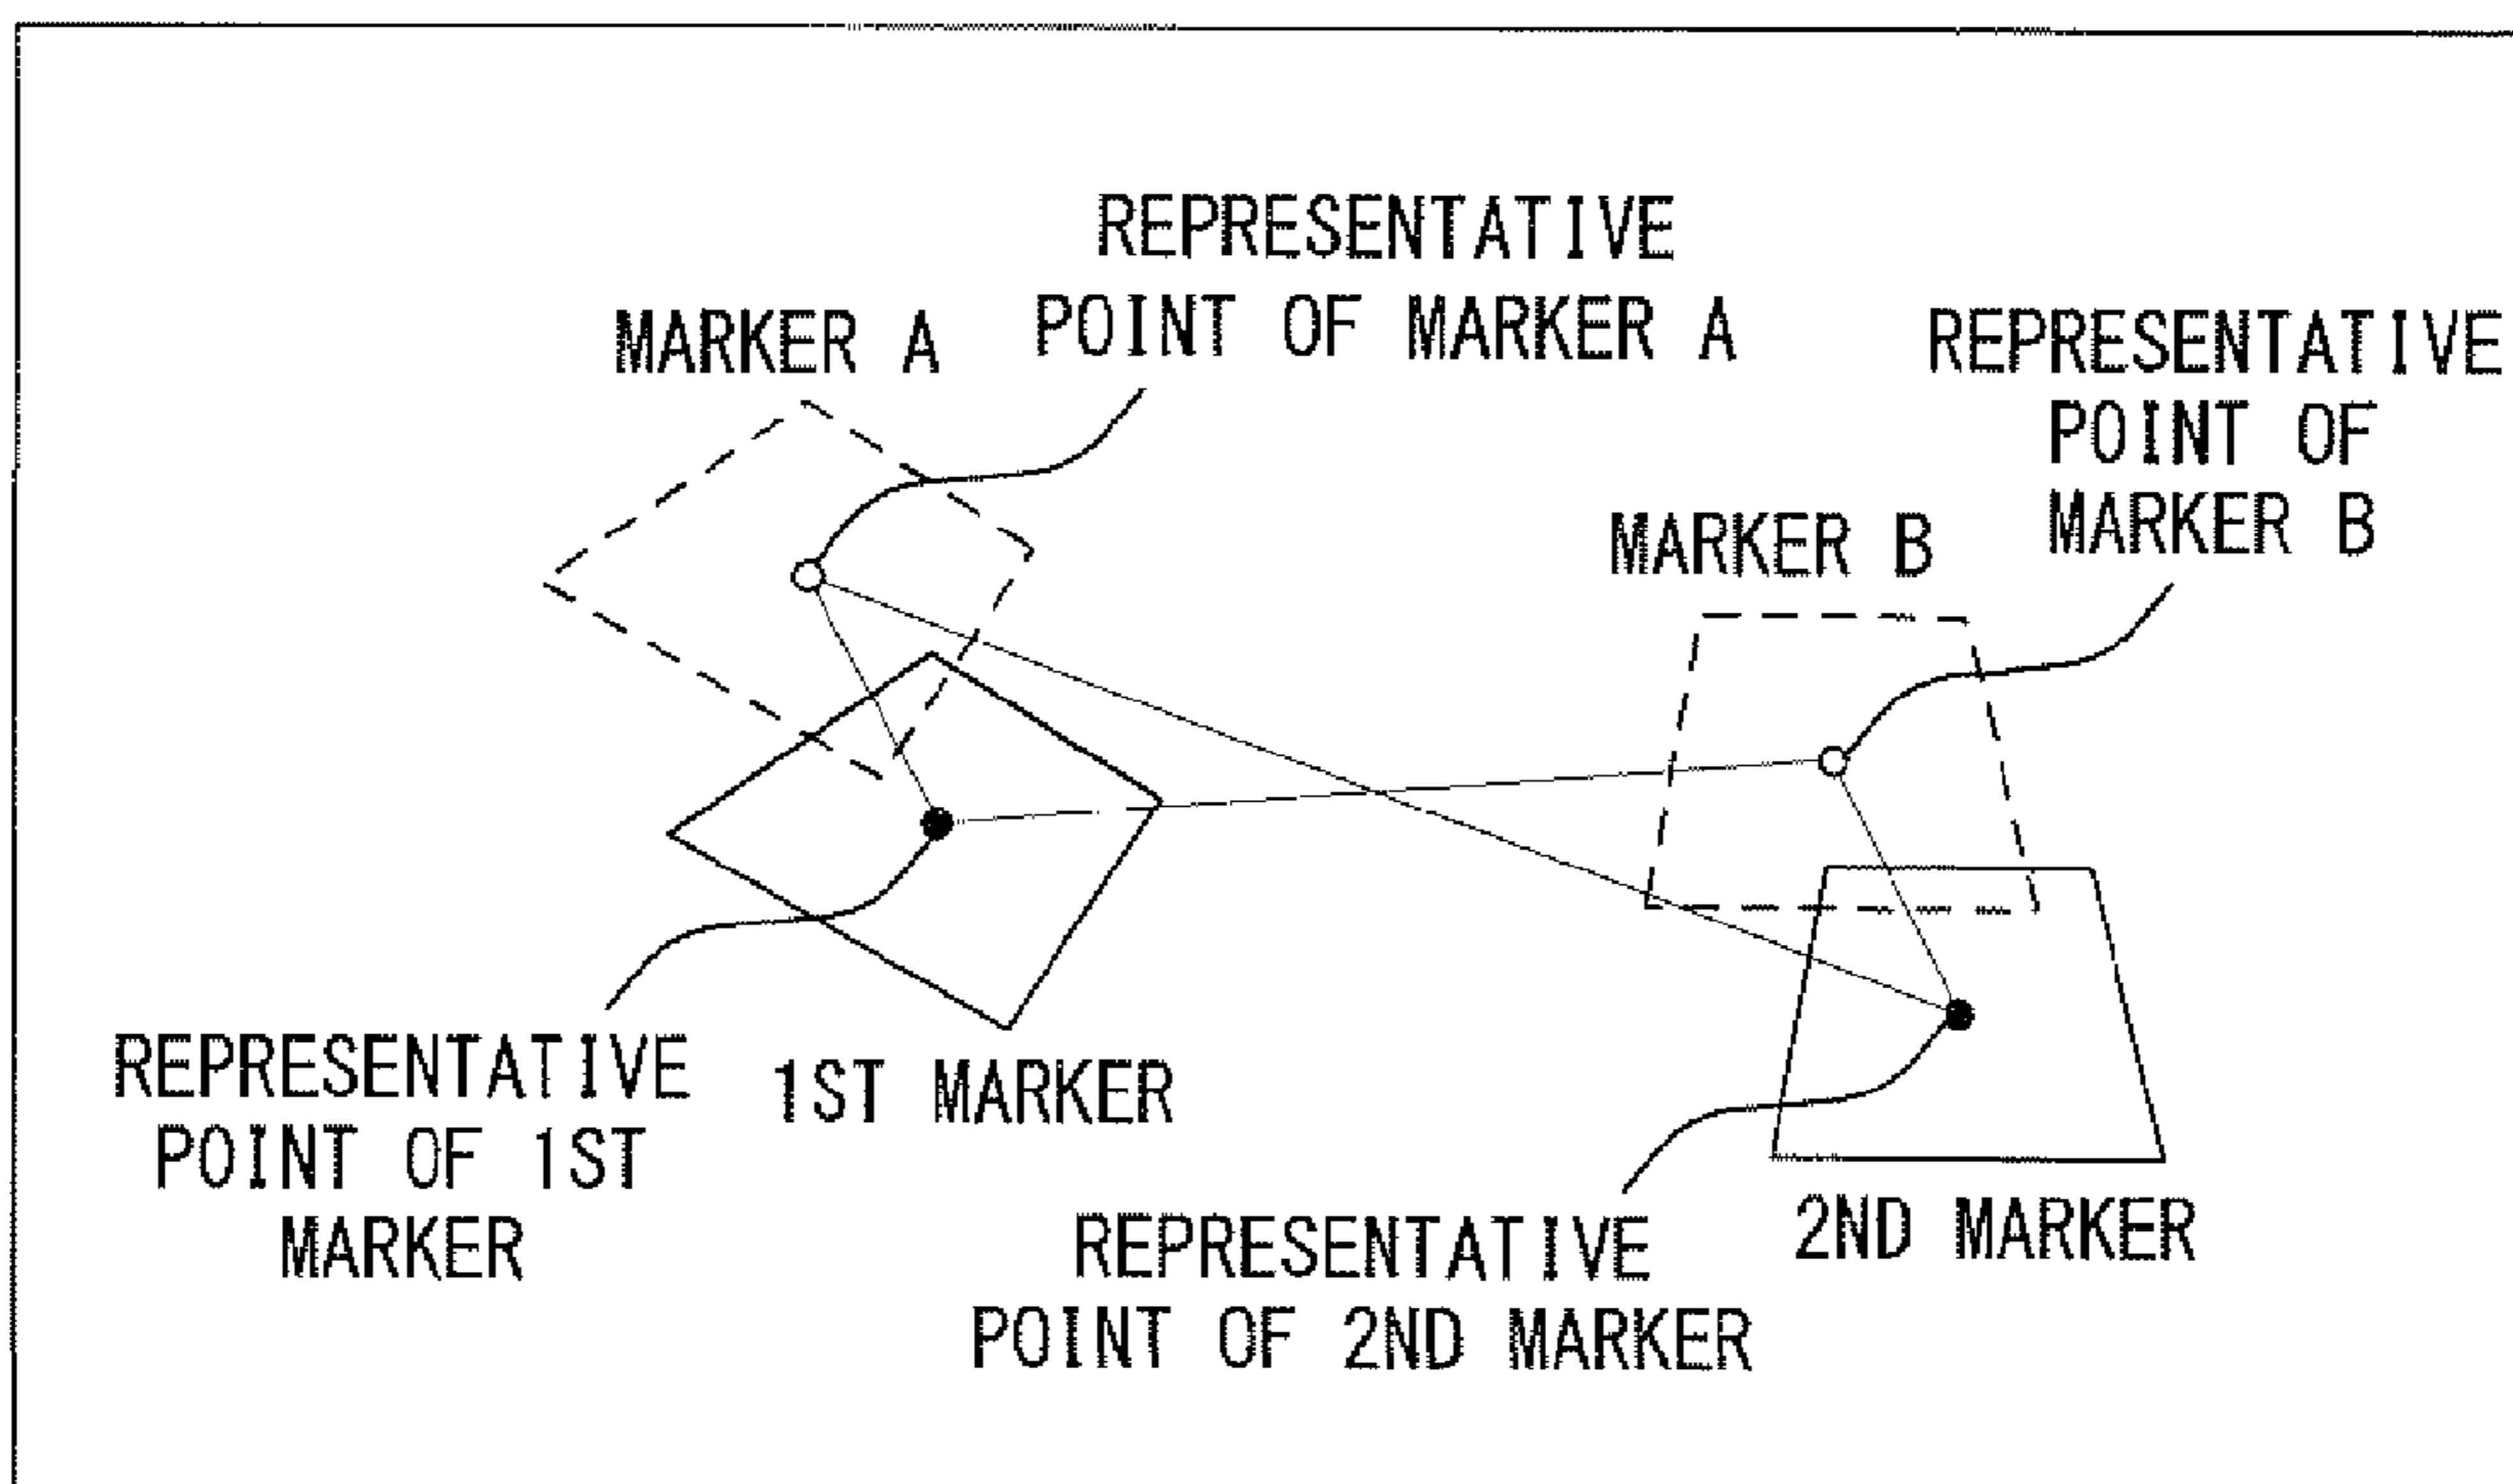 REPRESENTATIVE
POINT OF MARKER A
MARKER A
REPRESENTATIVE
POINT OF
MARKER B
MARKER B
REPRESENTATIVE
POINT OF 1ST
MARKER
1ST MARKER
REPRESENTATIVE
POINT OF 2ND MARKER
2ND MARKER